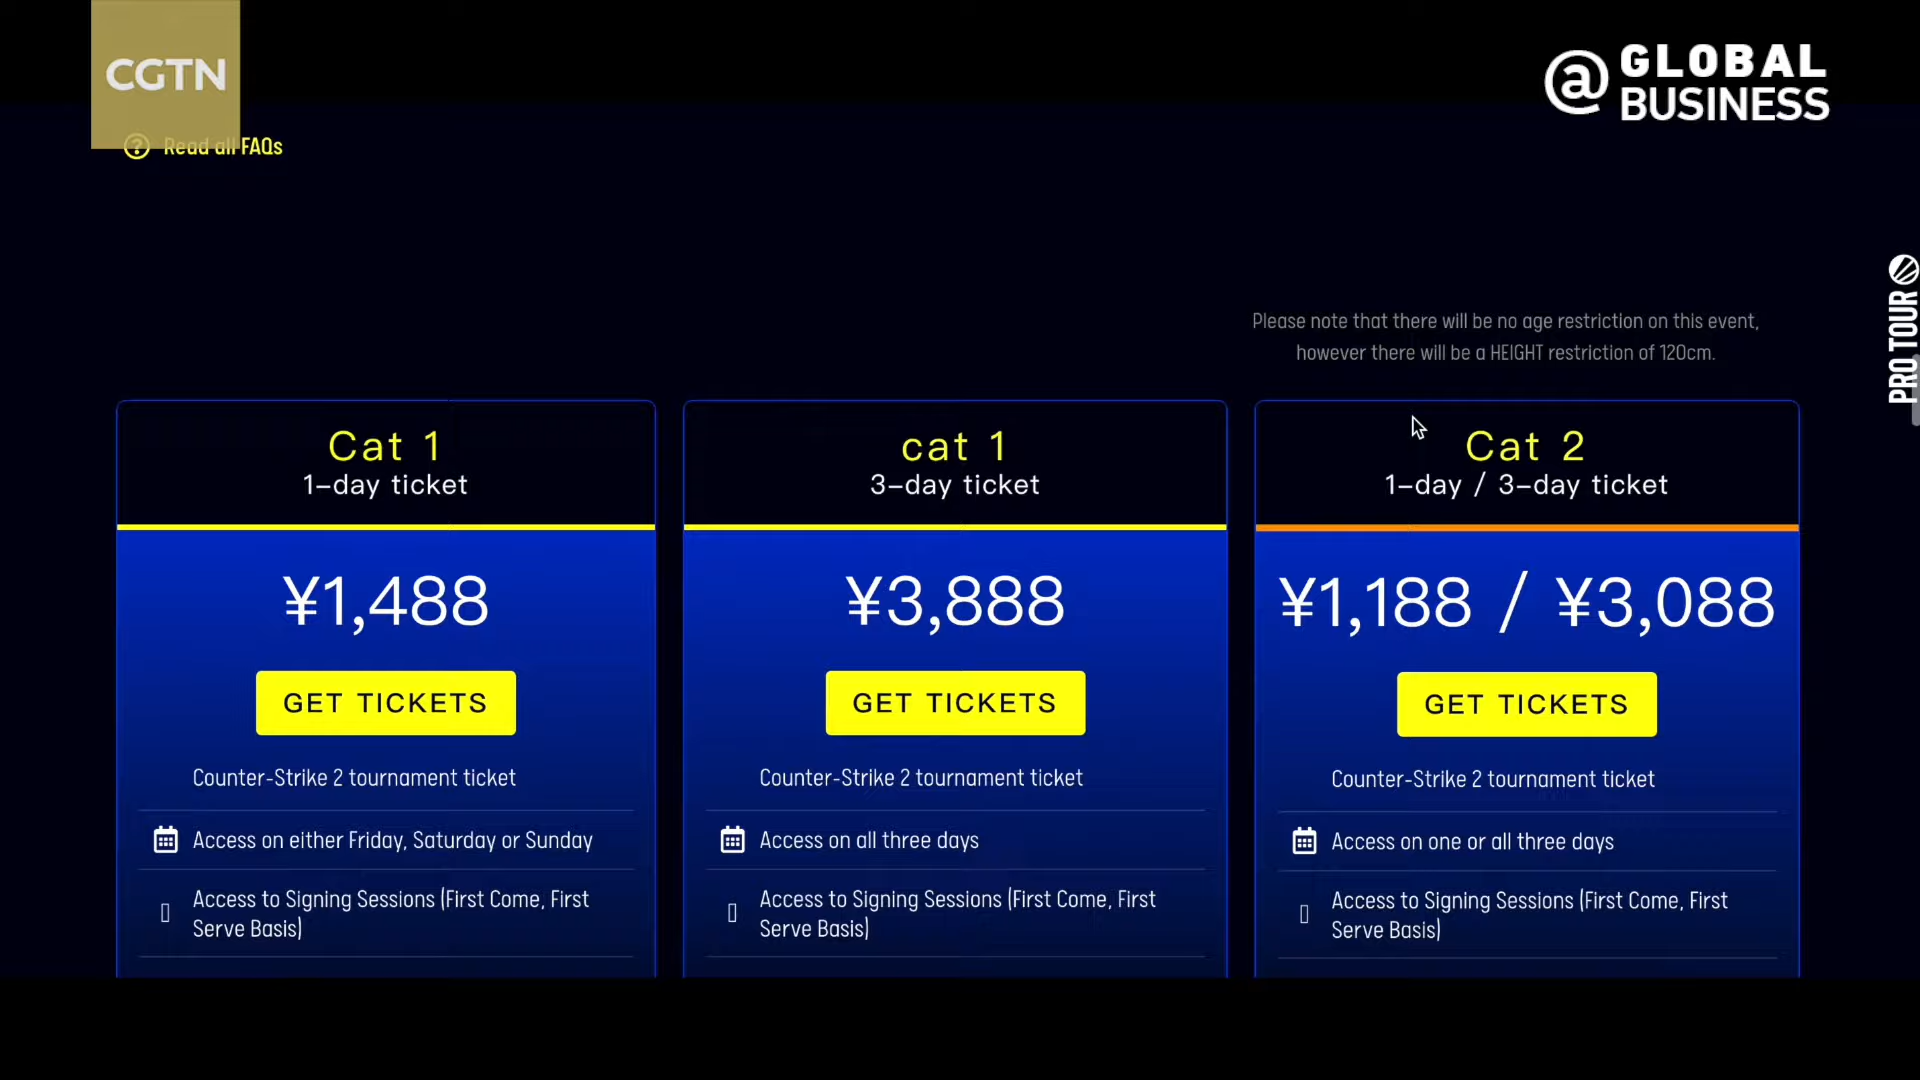 CGTN
@GLOBAL
BUSINESS
Read all FAQs
PRO TOUR
Please note that there will be no age restriction on this event,
however there will be a HEIGHT restriction of 120cm.
Cat 1
1-day ticket
¥1,488
GET TICKETS
Counter-Strike 2 tournament ticket
Access on either Friday, Saturday or Sunday
Access to Signing Sessions (First Come, First
Serve Basis)
cat 1
3-day ticket
¥3,888
GET TICKETS
Counter-Strike 2 tournament ticket
Access on all three days
Access to Signing Sessions (First Come, First
Serve Basis)
Cat 2
1-day / 3-day ticket
¥1,188 / ¥3,088
GET TICKETS
Counter-Strike 2 tournament ticket
Access on one or all three days
Access to Signing Sessions (First Come, First
Serve Basis)